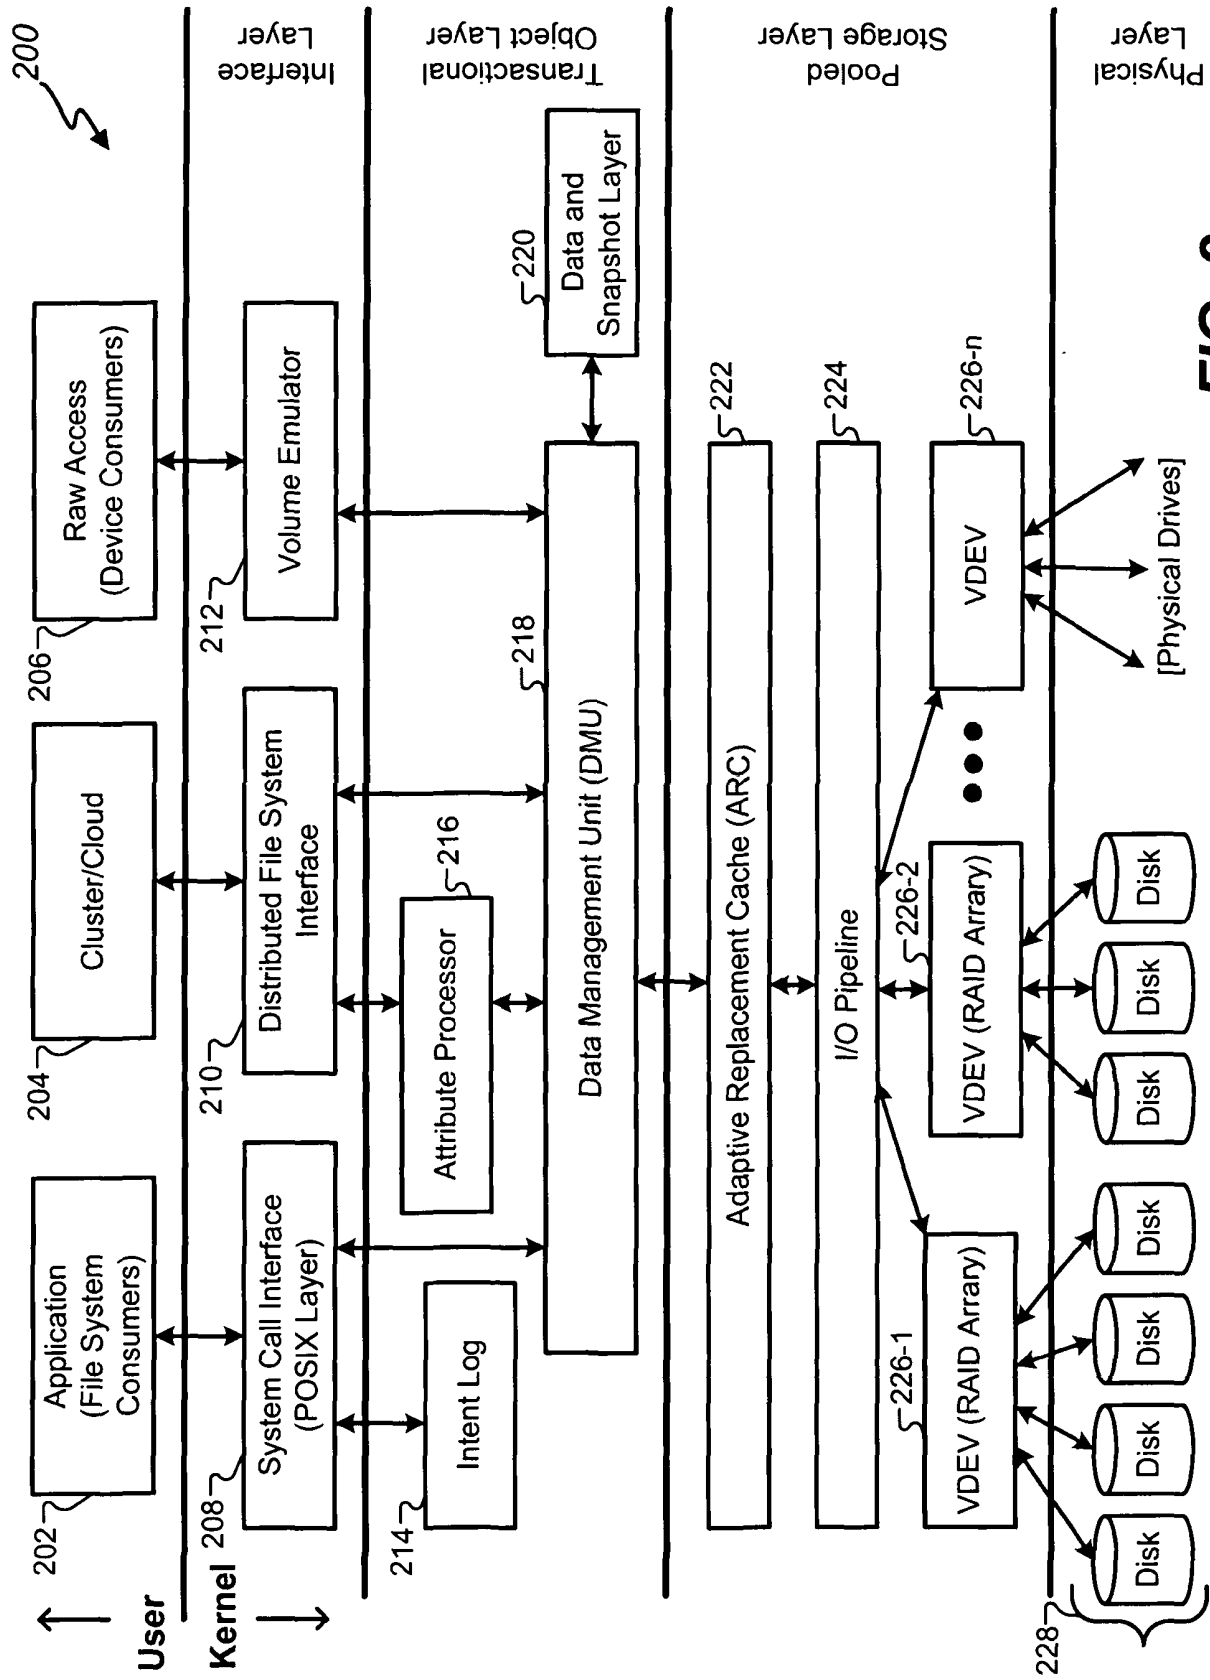 200
User
Kernel
202
Application
(File System
Consumers)
204
Cluster/Cloud
206
Raw Access
(Device Consumers)
208
System Call Interface
(POSIX Layer)
210
Distributed File System
Interface
212
Volume Emulator
Interface
Layer
214
Intent Log
Attribute Processor
216
218
Data Management Unit (DMU)
220
Data and
Snapshot Layer
Transactional
Object Layer
Adaptive Replacement Cache (ARC)
222
I/O Pipeline
224
226-1
VDEV (RAID Arrary)
226-2
VDEV (RAID Arrary)
VDEV
226-n
Pooled
Storage Layer
228
Disk
Disk
Disk
Disk
Disk
Disk
Disk
[Physical Drives]
Physical
Layer
FIG.